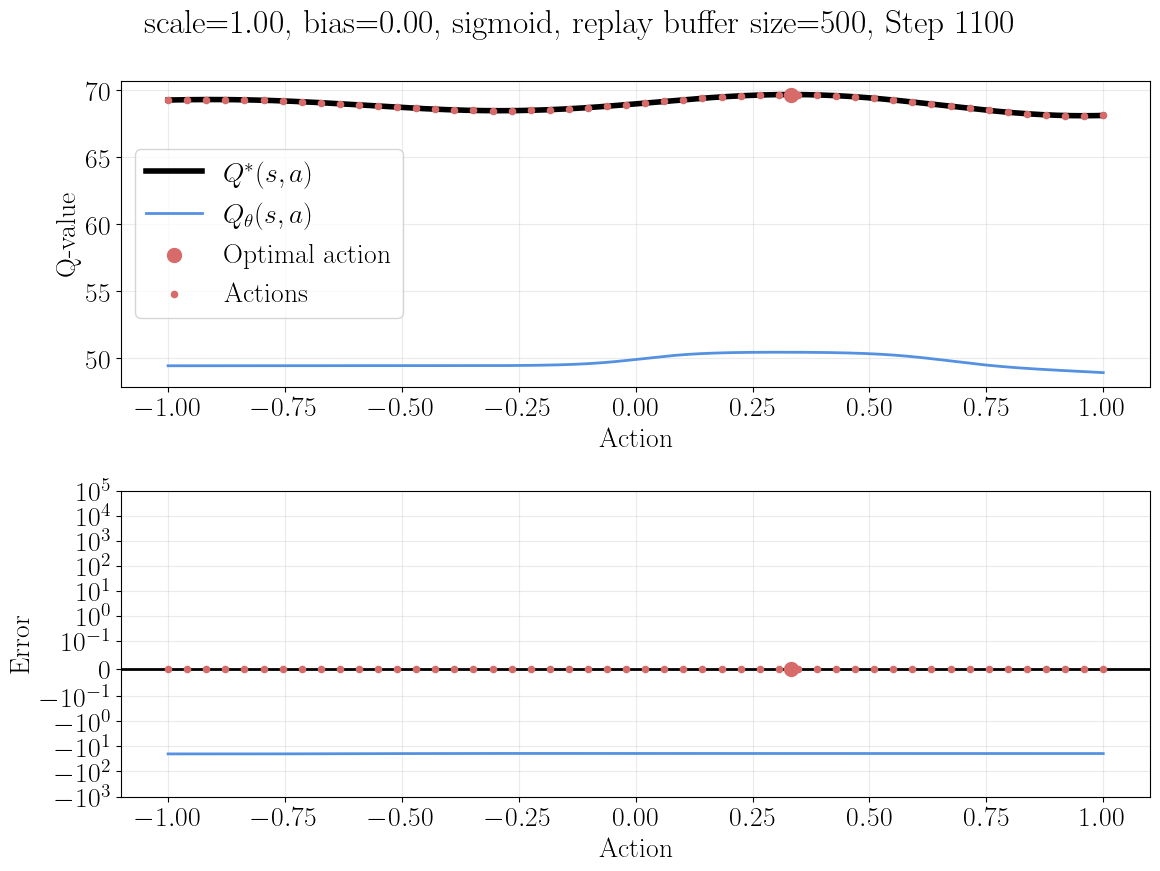 scale=1.00, bias=0.00, sigmoid, replay buffer size=500, Step 1100
Q-value
70
65
60
55
50
Q*(s, a)
Qθ(s, a)
Optimal action
Actions
−1.00 −0.75 −0.50 −0.25 0.00 0.25 0.50 0.75 1.00
Action
Error
10^5
10^4
10^3
10^2
10^1
10^0
10^−1
0
−10^−1
−10^0
−10^1
−10^2
−10^3
−1.00 −0.75 −0.50 −0.25 0.00 0.25 0.50 0.75 1.00
Action